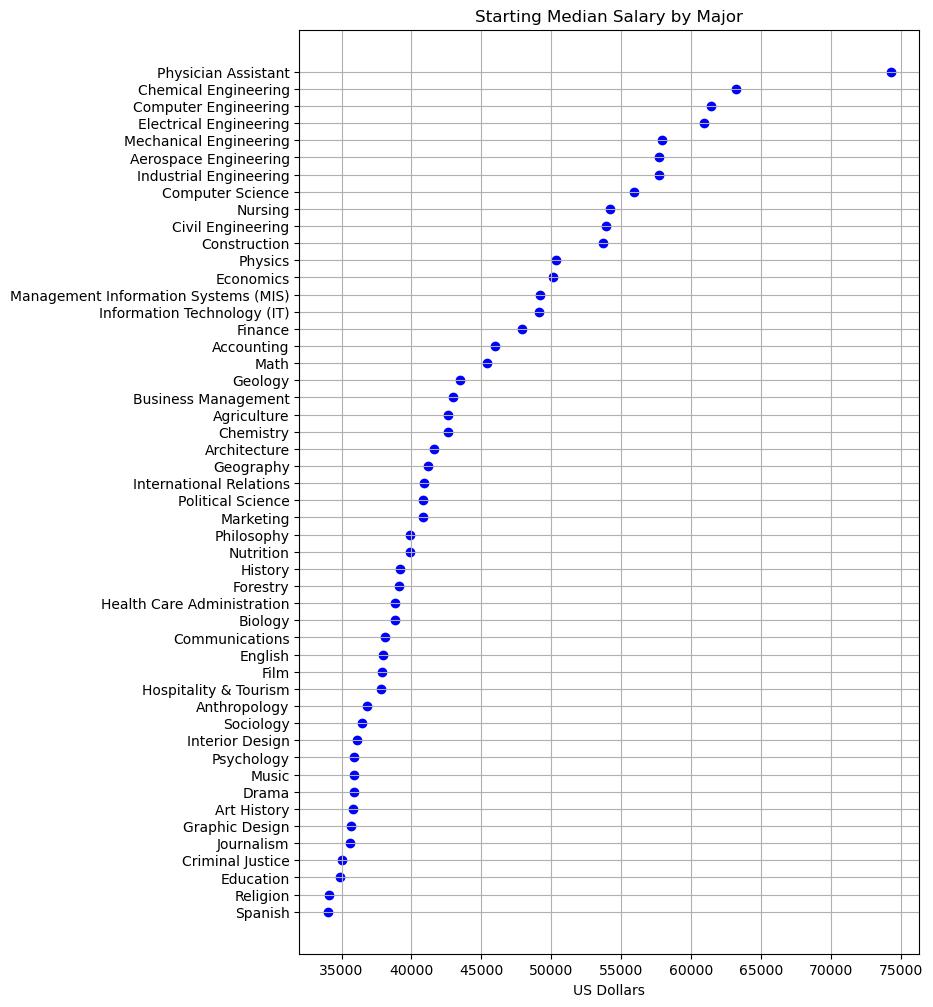 Starting Median Salary by Major
Physician Assistant
Chemical Engineering
Computer Engineering
Electrical Engineering
Mechanical Engineering
Aerospace Engineering
Industrial Engineering
Computer Science
Nursing
Civil Engineering
Construction
Physics
Economics
Management Information Systems (MIS)
Information Technology (IT)
Finance
Accounting
Math
Geology
Business Management
Agriculture
Chemistry
Architecture
Geography
International Relations
Political Science
Marketing
Philosophy
Nutrition
History
Forestry
Health Care Administration
Biology
Communications
English
Film
Hospitality & Tourism
Anthropology
Sociology
Interior Design
Psychology
Music
Drama
Art History
Graphic Design
Journalism
Criminal Justice
Education
Religion
Spanish
35000 40000 45000 50000 55000 60000 65000 70000 75000
US Dollars